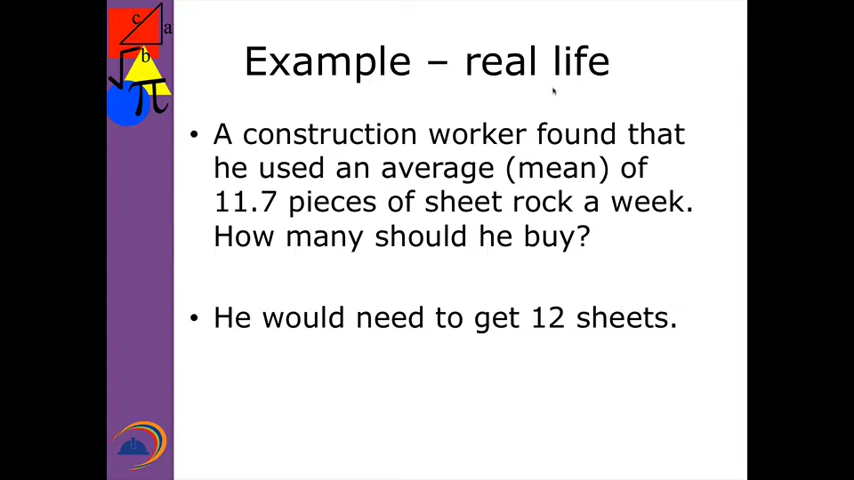 c
a
b
√
π
Example – real life
• A construction worker found that
he used an average (mean) of
11.7 pieces of sheet rock a week.
How many should he buy?
• He would need to get 12 sheets.